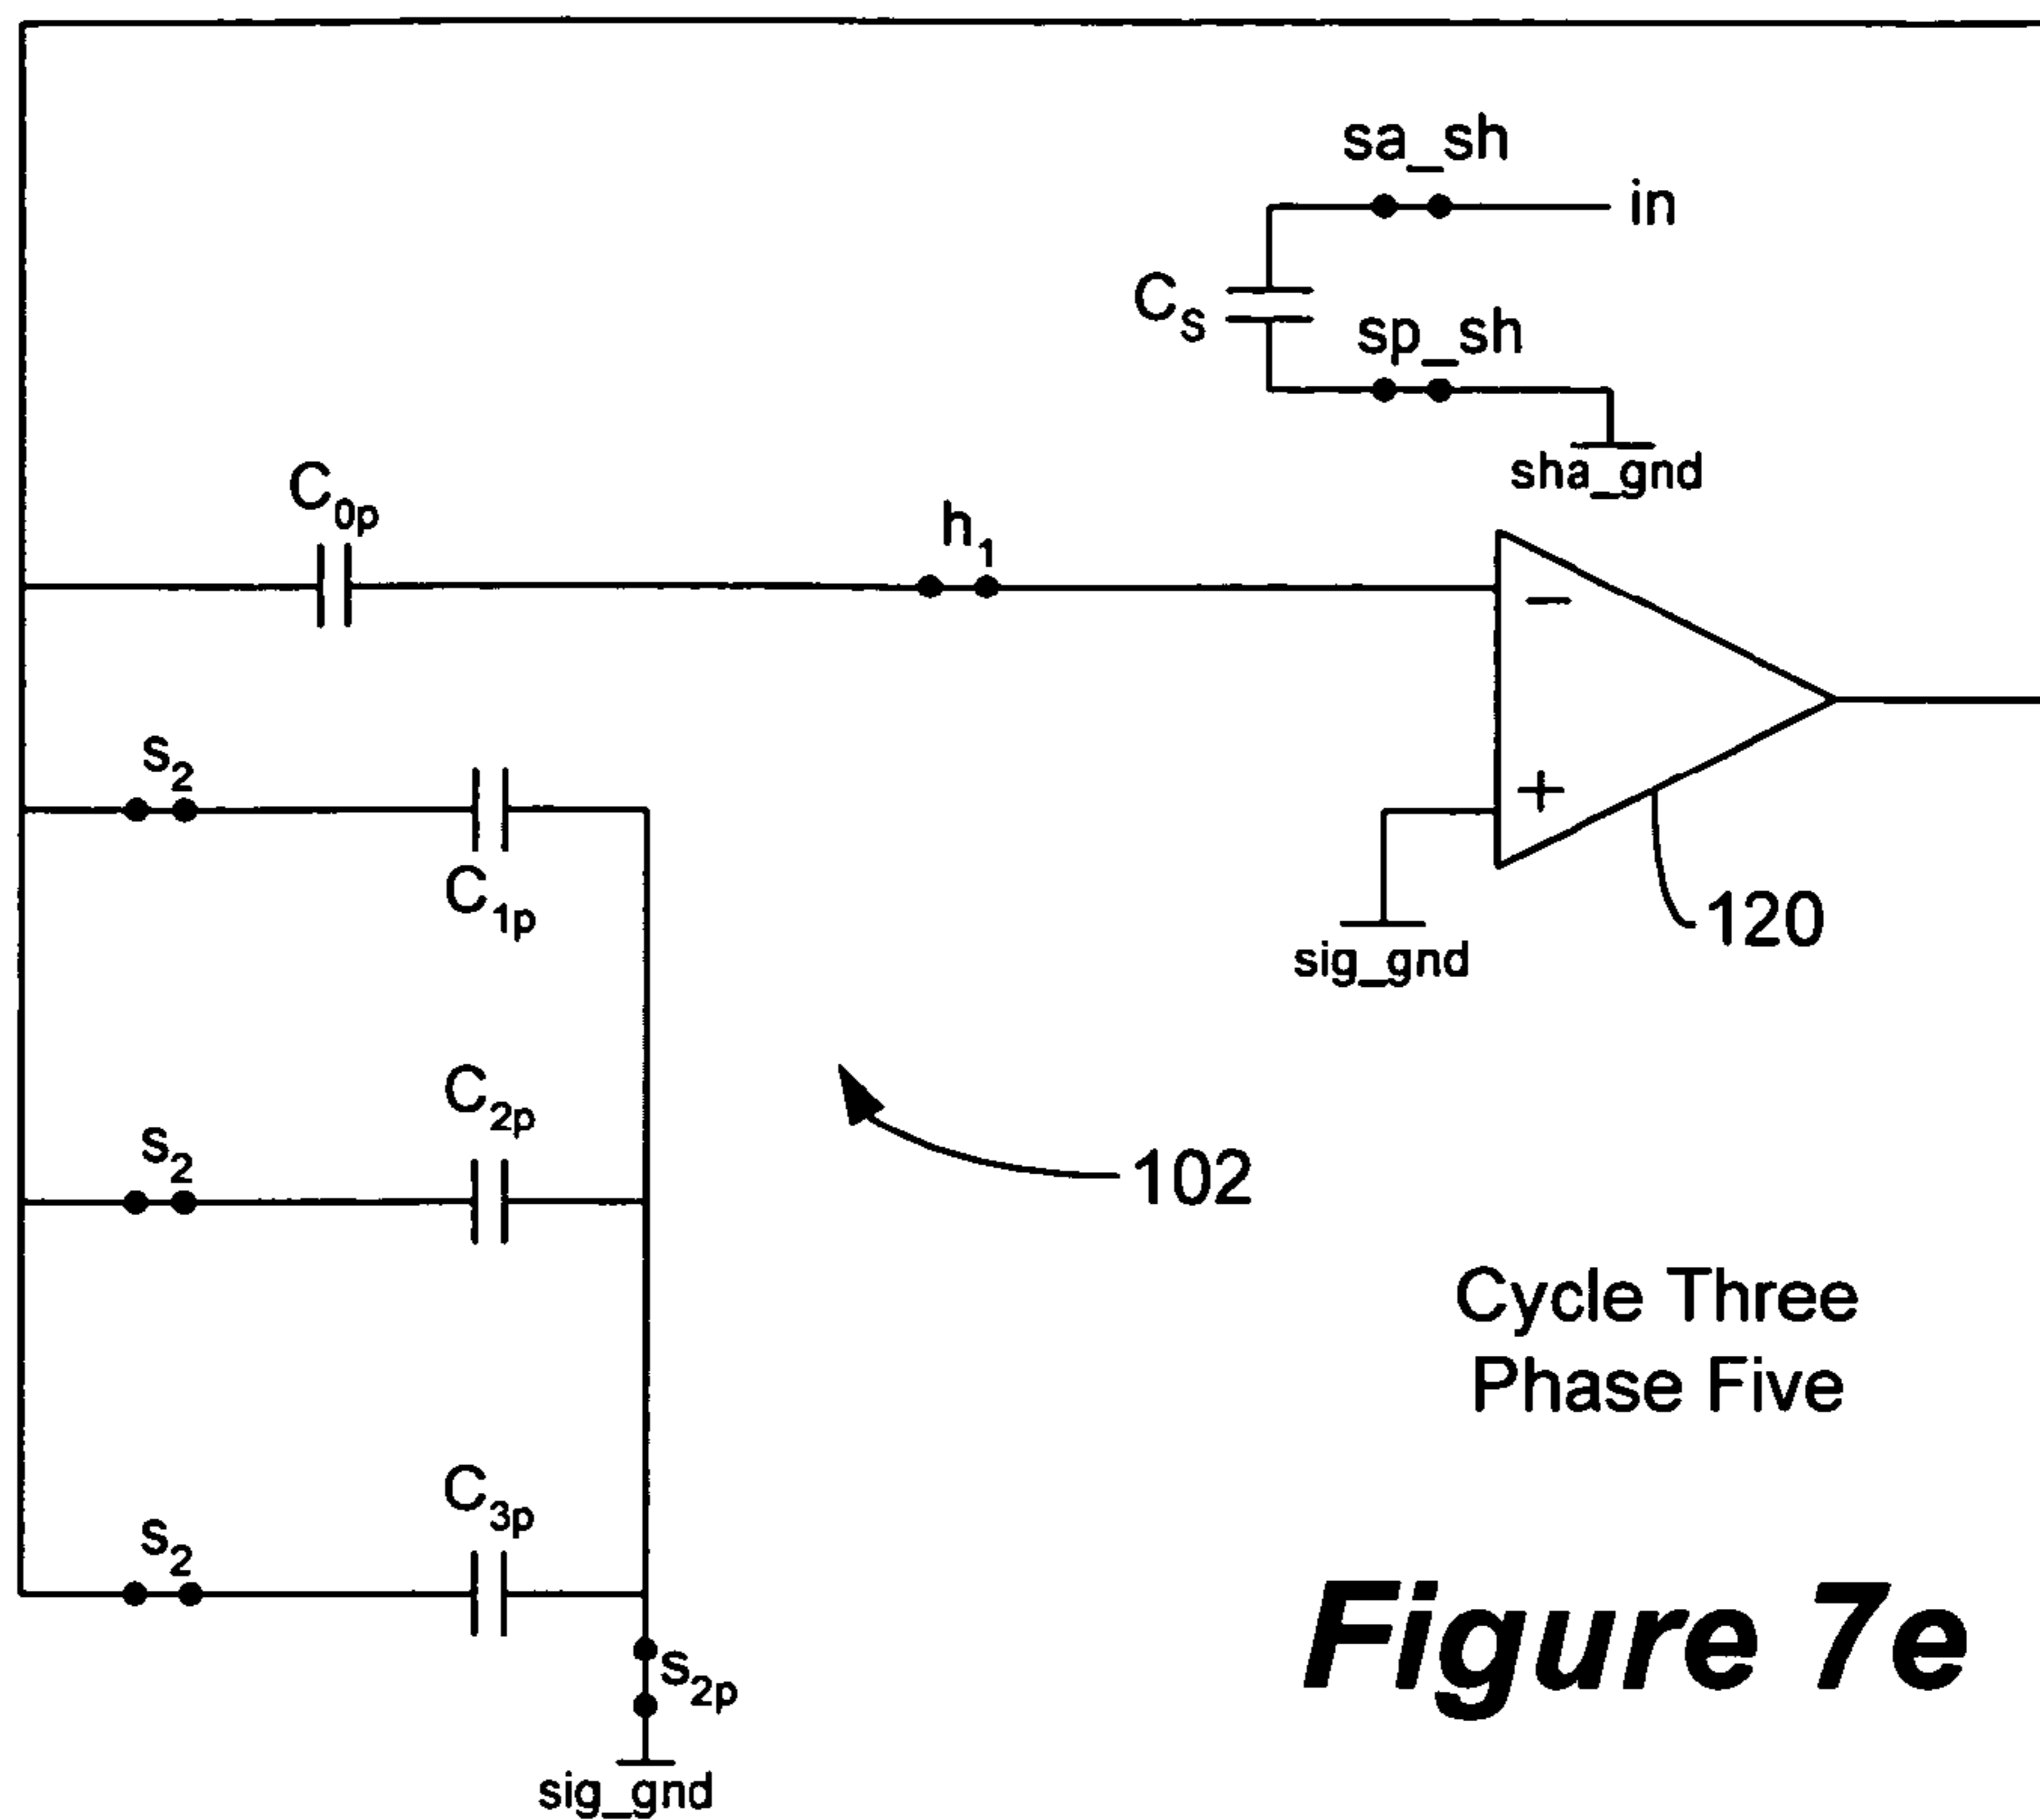 sa_sh
in
C_S
sp_sh
sha_gnd
C_0p
h_1
−
s_2
+
C_1p
120
sig_gnd
C_2p
s_2
102
Cycle Three
Phase Five
C_3p
s_2
Figure 7e
s_2p
sig_gnd